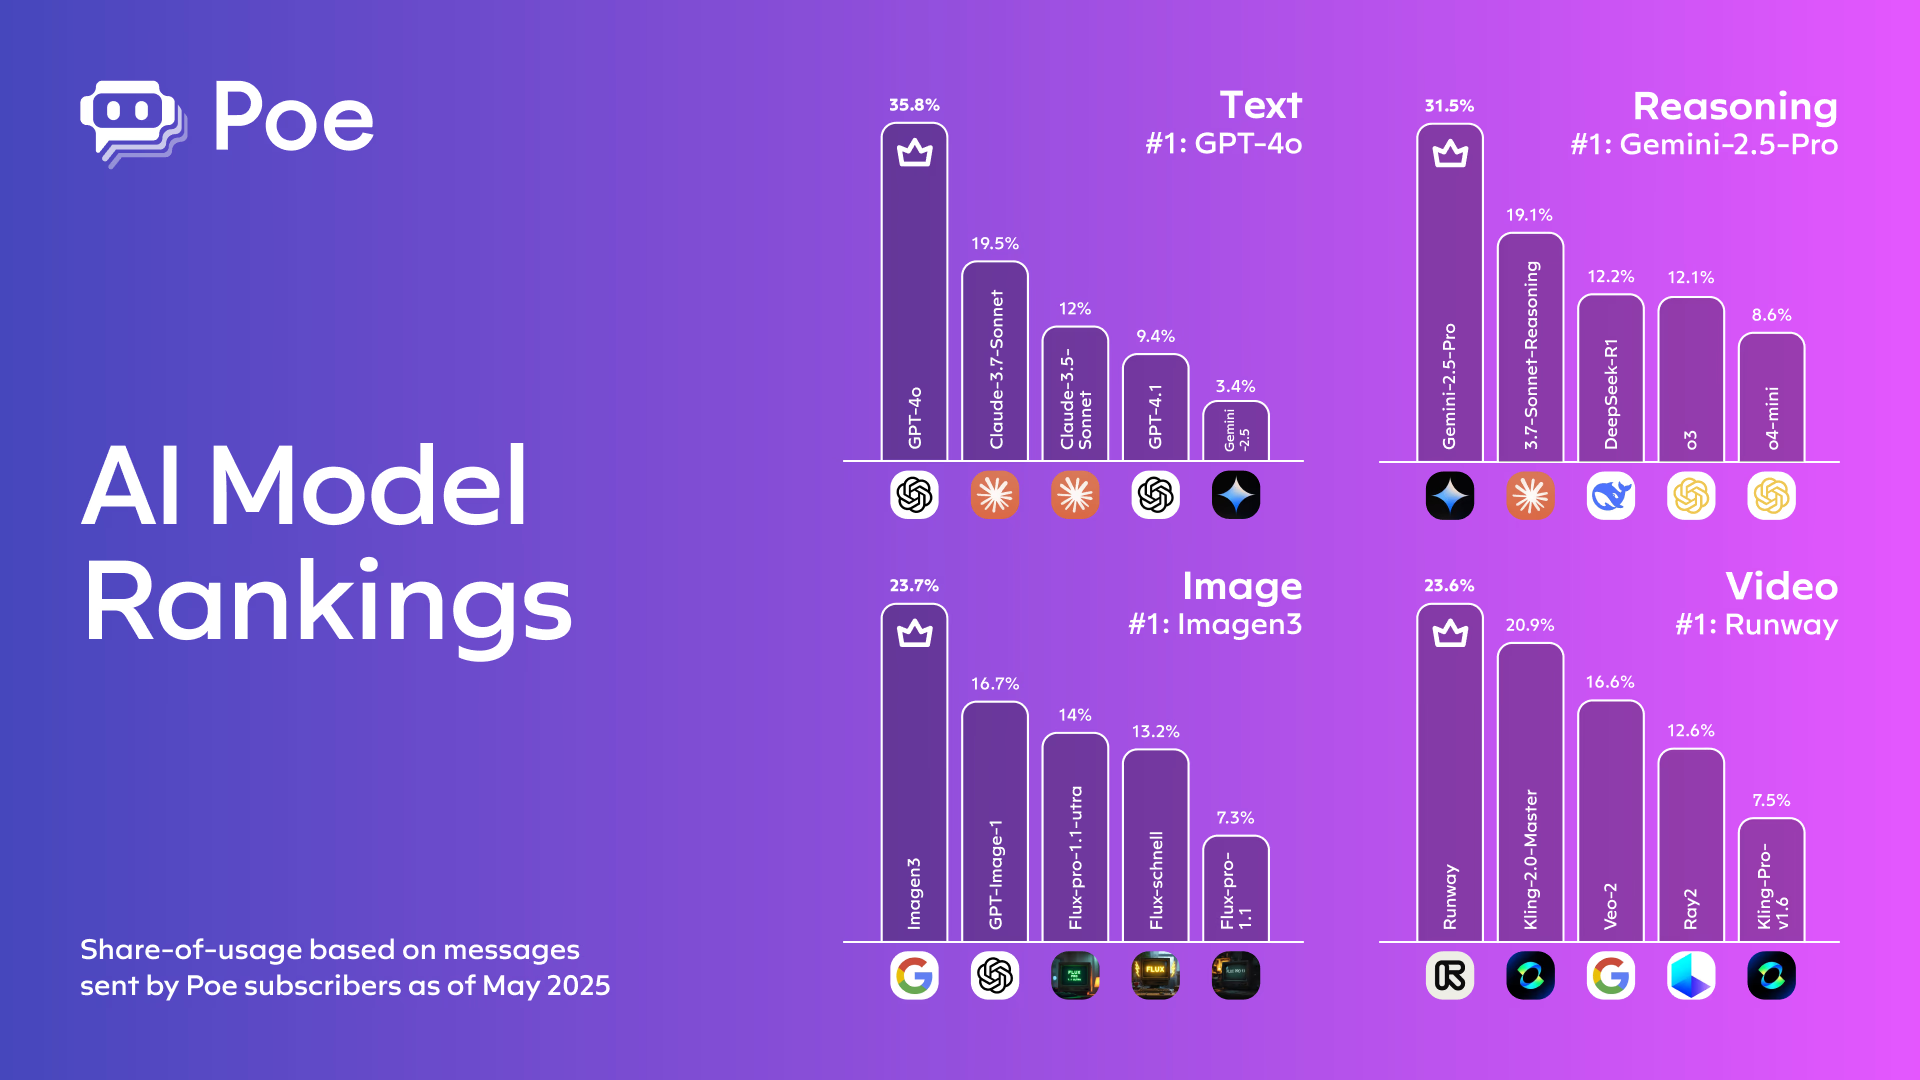 Poe
AI Model
Rankings
Share-of-usage based on messages
sent by Poe subscribers as of May 2025
Text
#1: GPT-4o
35.8%
19.5%
12%
9.4%
3.4%
GPT-4o
Claude-3.7-Sonnet
Claude-3.5-
Sonnet
GPT-4.1
Gemini
-2.5
Reasoning
#1: Gemini-2.5-Pro
31.5%
19.1%
12.2%
12.1%
8.6%
Gemini-2.5-Pro
3.7-Sonnet-Reasoning
DeepSeek-R1
o3
o4-mini
Image
#1: Imagen3
23.7%
16.7%
14%
13.2%
7.3%
Imagen3
GPT-Image-1
Flux-pro-1.1-utra
Flux-schnell
Flux-pro-
1.1
FLUX
Video
#1: Runway
23.6%
20.9%
16.6%
12.6%
7.5%
Runway
Kling-2.0-Master
Veo-2
Ray2
Kling-Pro-
v1.6